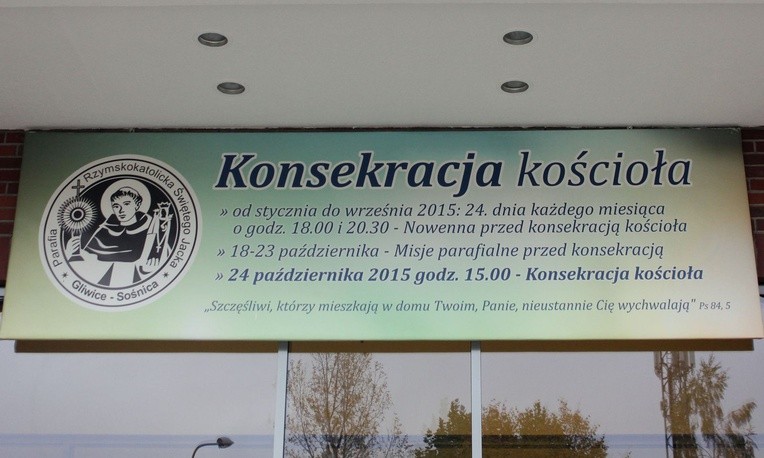 Parafia Rzymskokatolicka Świętego Jacka
Gliwice - Sośnica
Konsekracja kościoła
» od stycznia do września 2015: 24. dnia każdego miesiąca
o godz. 18.00 i 20.30 - Nowenna przed konsekracją kościoła
» 18-23 października - Misje parafialne przed konsekracją
» 24 października 2015 godz. 15.00 - Konsekracja kościoła
„Szczęśliwi, którzy mieszkają w domu Twoim, Panie, nieustannie Cię wychwalają" Ps 84, 5